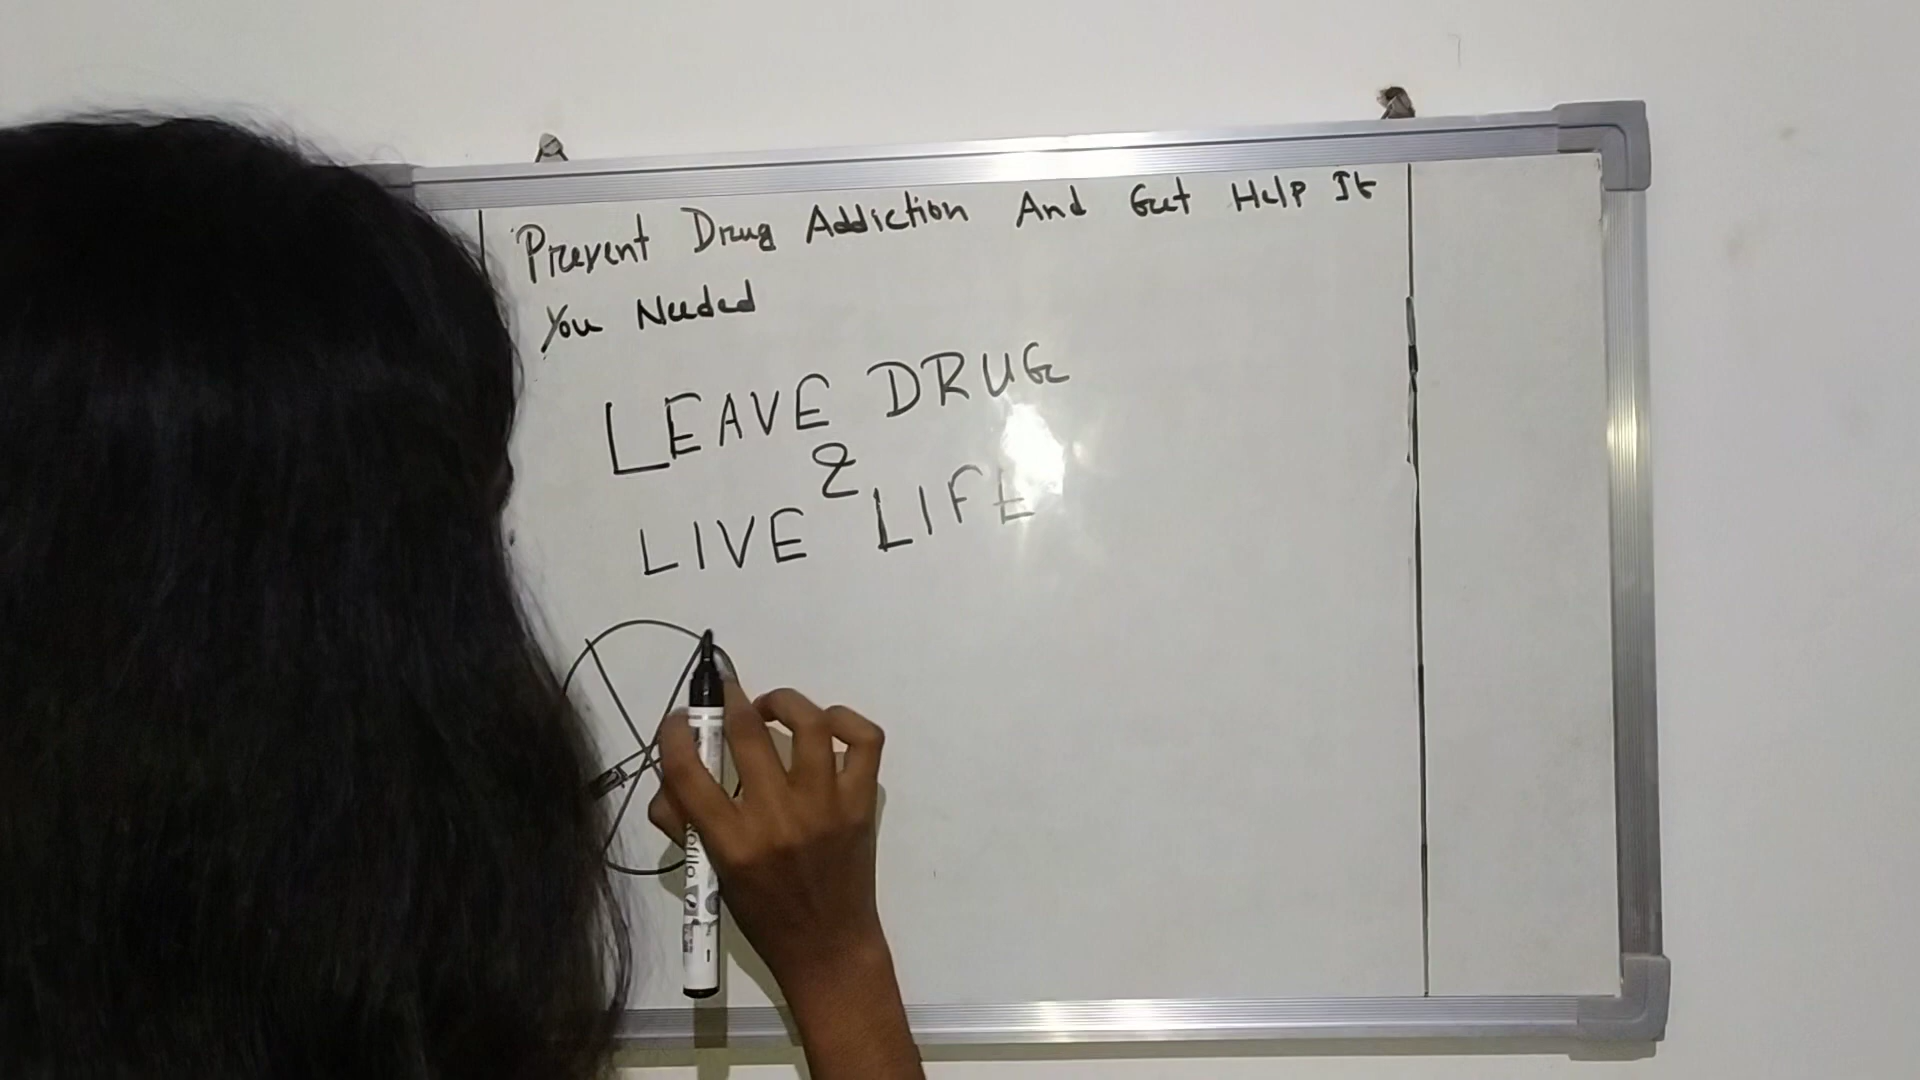 Prevent Drug Addiction And Get Help It
You Needed
LEAVE DRUG
&
LIVE LIFE